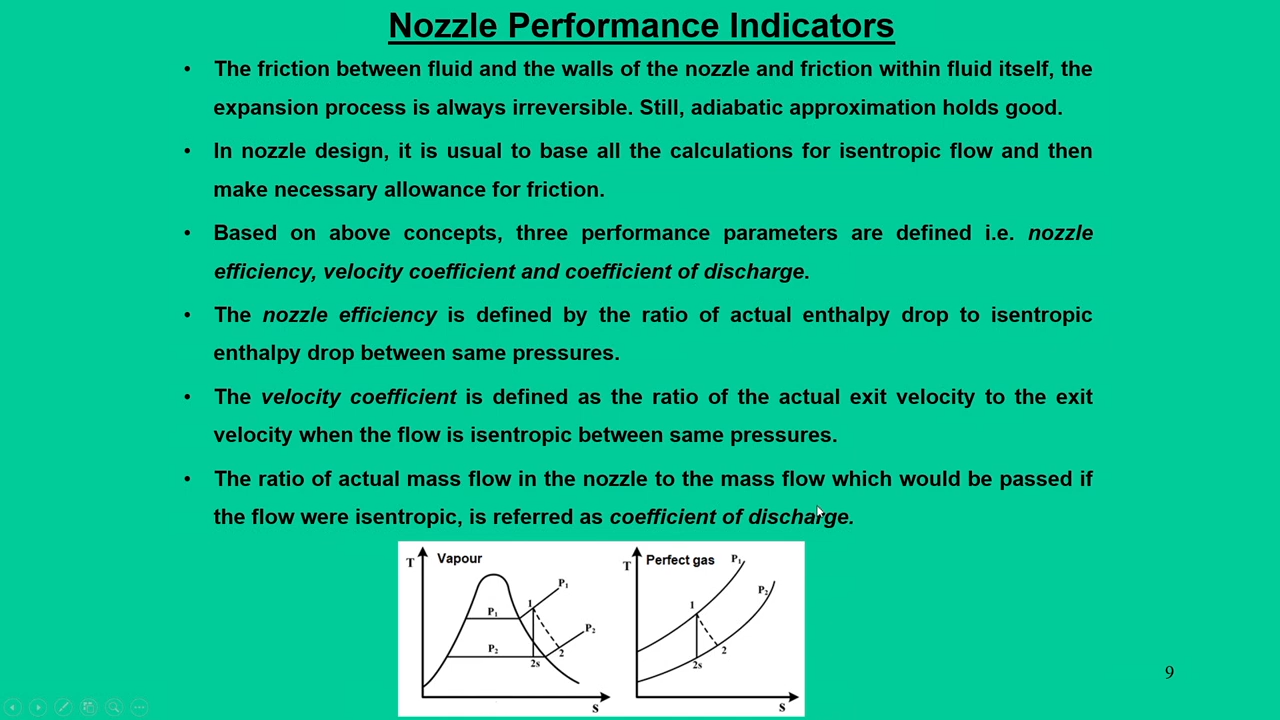 Nozzle Performance Indicators
• The friction between fluid and the walls of the nozzle and friction within fluid itself, the
expansion process is always irreversible. Still, adiabatic approximation holds good.
• In nozzle design, it is usual to base all the calculations for isentropic flow and then
make necessary allowance for friction.
• Based on above concepts, three performance parameters are defined i.e. nozzle
efficiency, velocity coefficient and coefficient of discharge.
• The nozzle efficiency is defined by the ratio of actual enthalpy drop to isentropic
enthalpy drop between same pressures.
• The velocity coefficient is defined as the ratio of the actual exit velocity to the exit
velocity when the flow is isentropic between same pressures.
• The ratio of actual mass flow in the nozzle to the mass flow which would be passed if
the flow were isentropic, is referred as coefficient of discharge.
T Vapour
P₁
1
P₁
P₂
P₂
2s
2
S
T Perfect gas P₁
P₂
1
2
2s
S
9